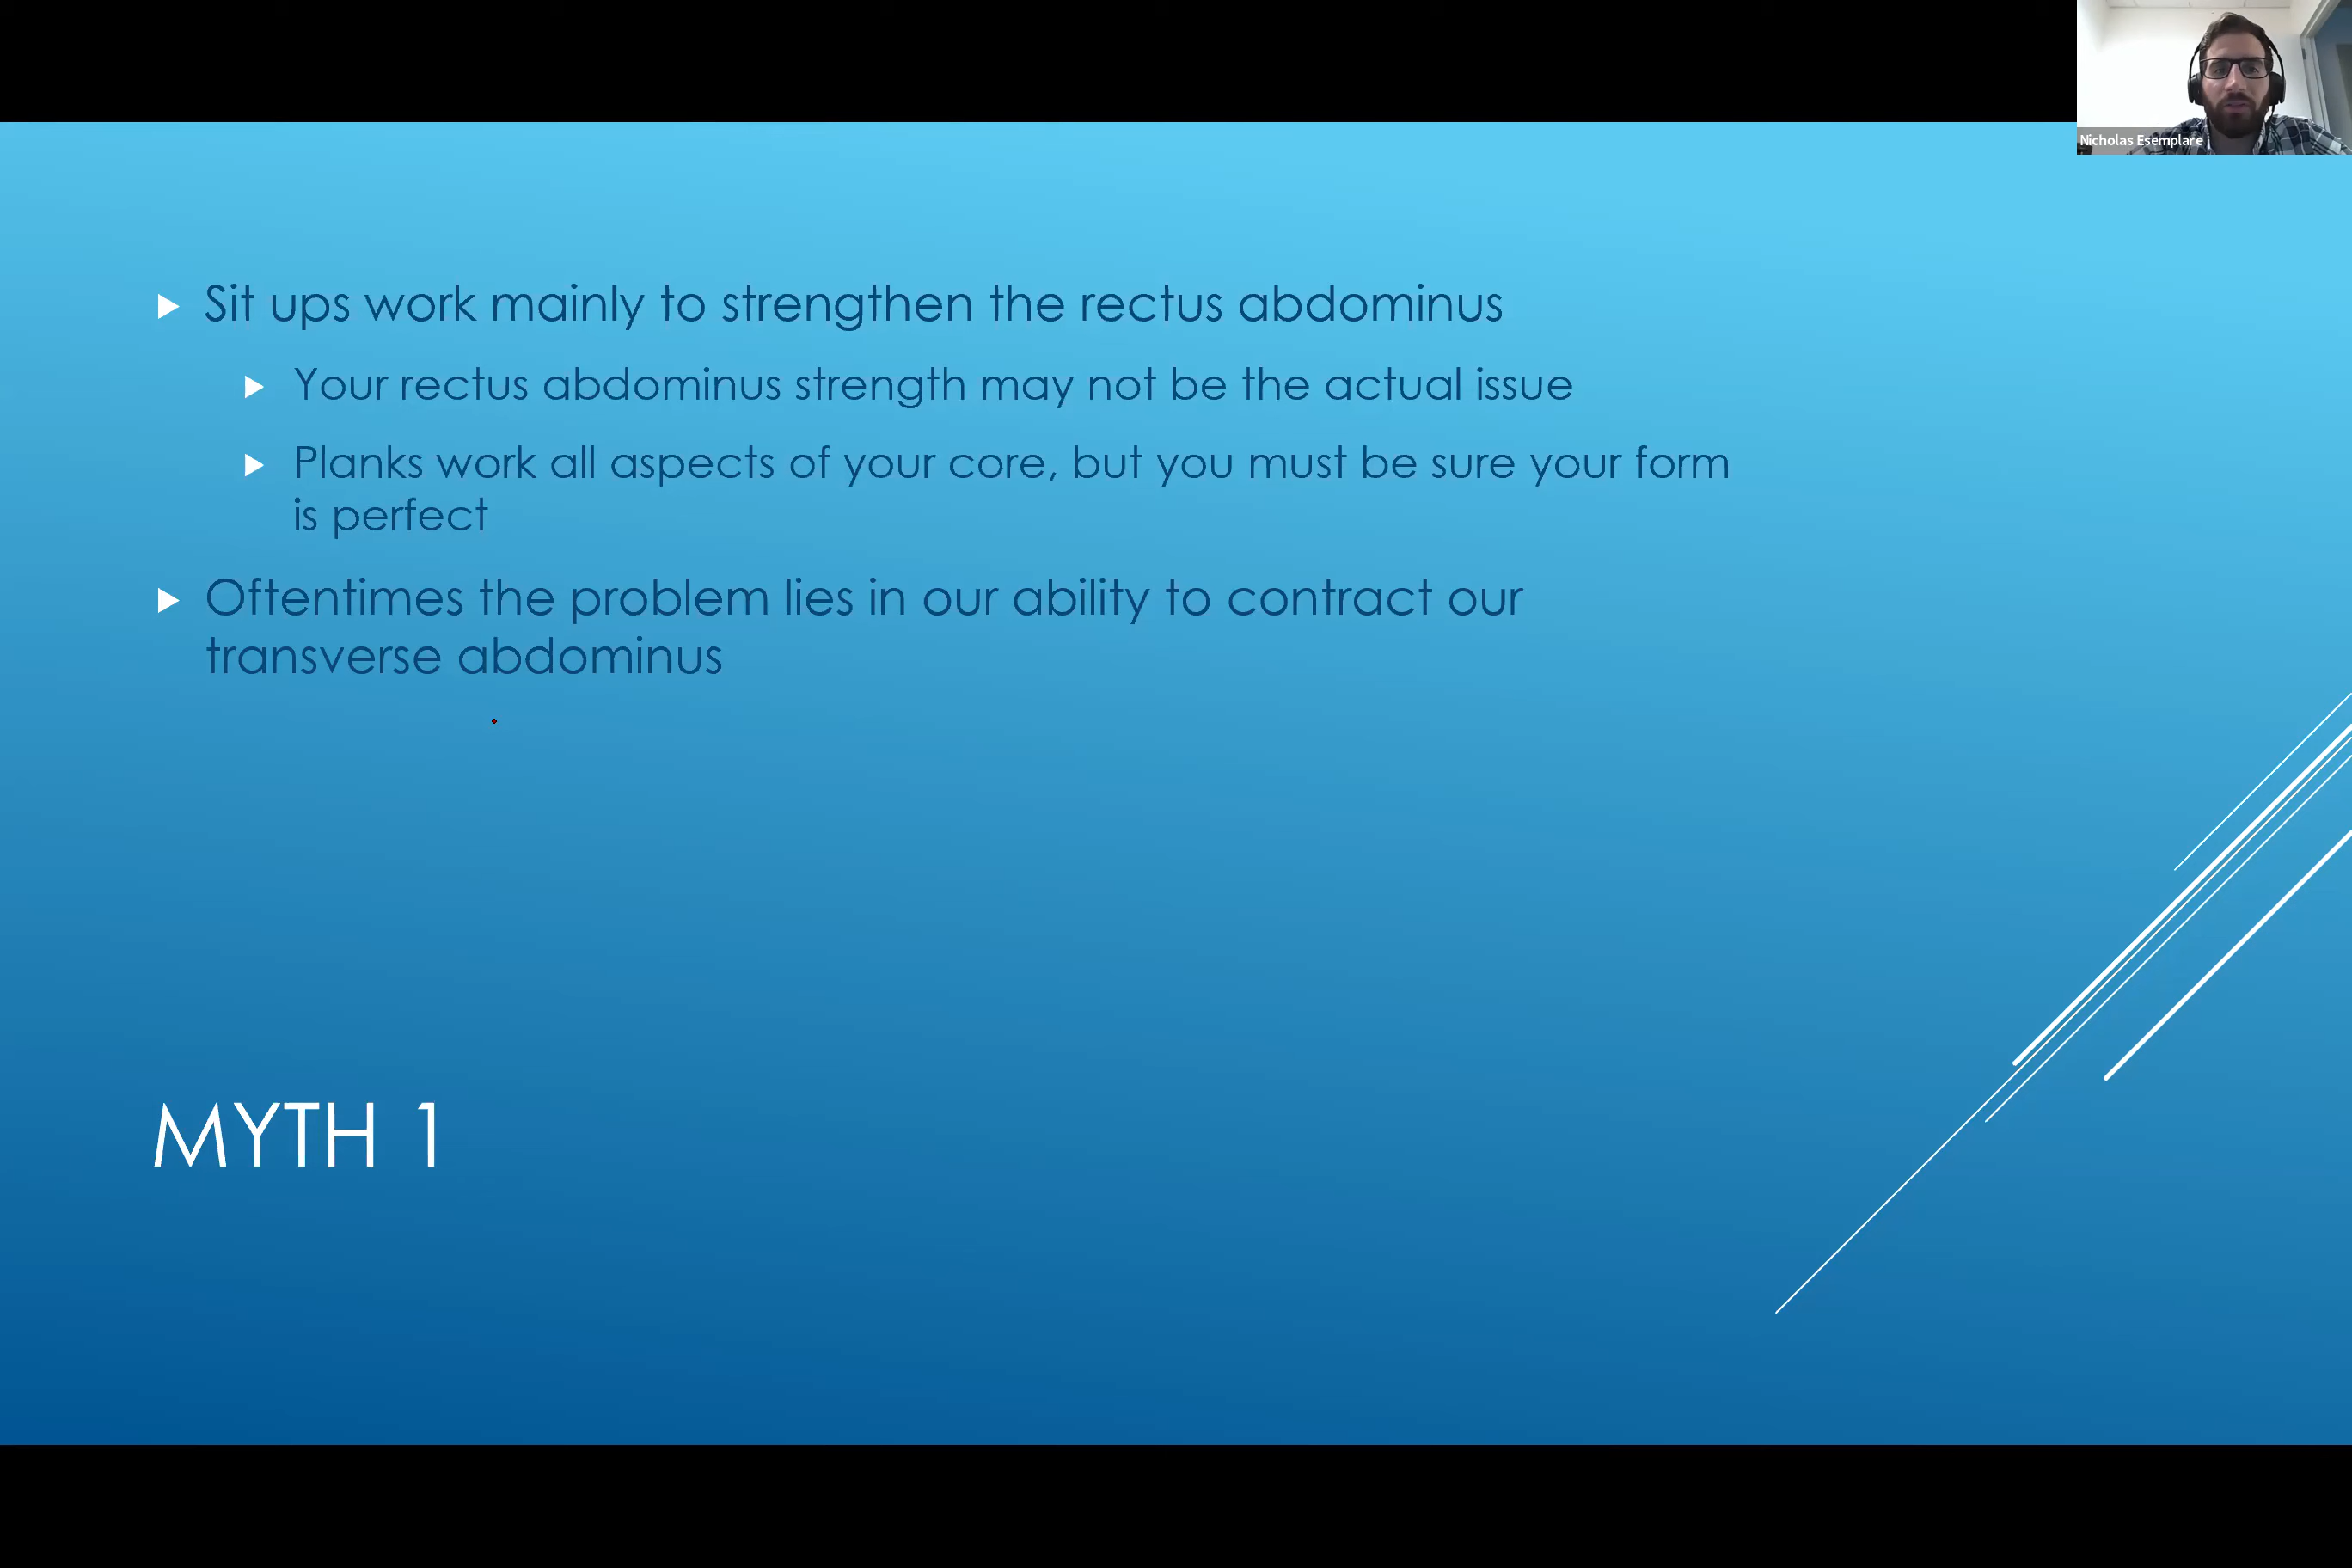 Nicholas Esemplare
Sit ups work mainly to strengthen the rectus abdominus
Your rectus abdominus strength may not be the actual issue
Planks work all aspects of your core, but you must be sure your form
is perfect
Oftentimes the problem lies in our ability to contract our
transverse abdominus
MYTH 1